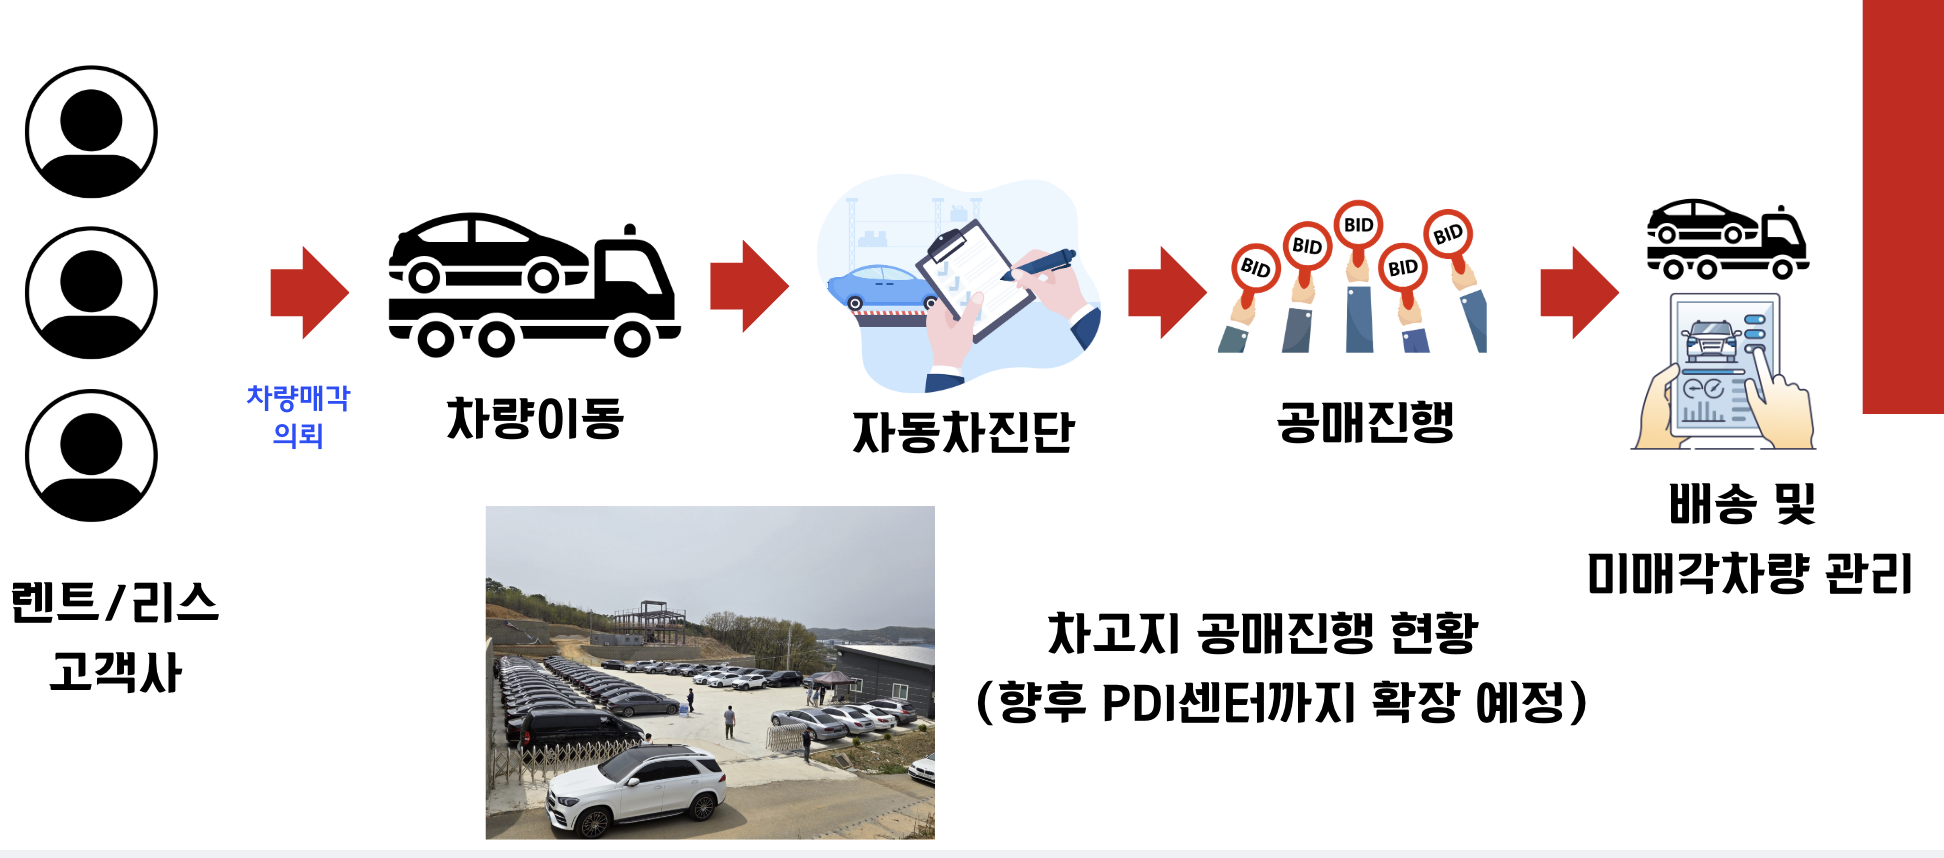 렌트/리스
고객사
차량매각
의뢰
차량이동
자동차진단
BID
BID
BID
BID
BID
공매진행
배송 및
미매각차량 관리
차고지 공매진행 현황
(향후 PDI센터까지 확장 예정)